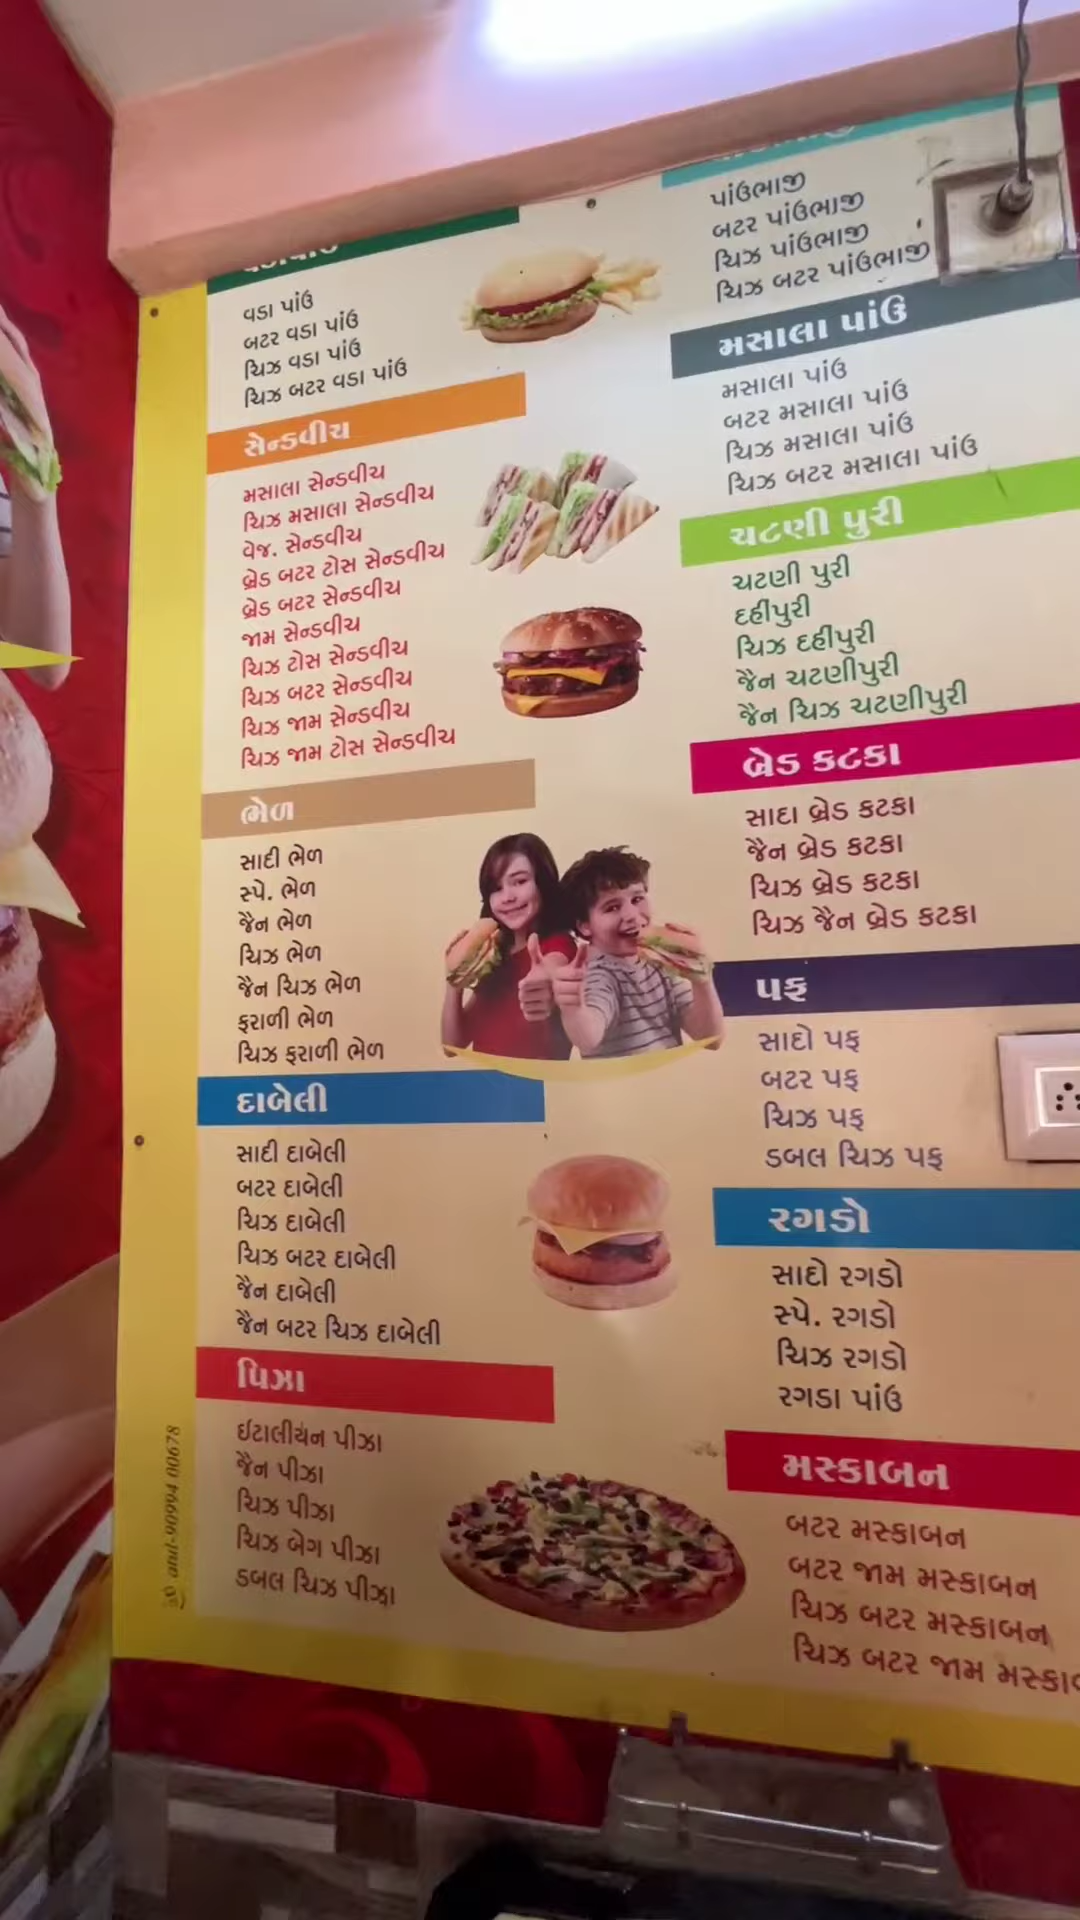 વડાપાંઉ
વડા પાંઉ
બટર વડા પાંઉ
ચિઝ વડા પાંઉ
ચિઝ બટર વડા પાંઉ
સેન્ડવીચ
મસાલા સેન્ડવીચ
ચિઝ મસાલા સેન્ડવીચ
વેજ. સેન્ડવીચ
બ્રેડ બટર ટોસ સેન્ડવીચ
બ્રેડ બટર સેન્ડવીચ
જામ સેન્ડવીચ
ચિઝ ટોસ સેન્ડવીચ
ચિઝ બટર સેન્ડવીચ
ચિઝ જામ સેન્ડવીચ
ચિઝ જામ ટોસ સેન્ડવીચ
ભેળ
સાદી ભેળ
સ્પે. ભેળ
જૈન ભેળ
ચિઝ ભેળ
જૈન ચિઝ ભેળ
ફરાળી ભેળ
ચિઝ ફરાળી ભેળ
દાબેલી
સાદી દાબેલી
બટર દાબેલી
ચિઝ દાબેલી
ચિઝ બટર દાબેલી
જૈન દાબેલી
જૈન બટર ચિઝ દાબેલી
પિઝા
ઈટાલીયન પીઝા
જૈન પીઝા
ચિઝ પીઝા
ચિઝ બેગ પીઝા
ડબલ ચિઝ પીઝા
પાંઉભાજી
બટર પાંઉભાજી
ચિઝ પાંઉભાજી
ચિઝ બટર પાંઉભાજી
મસાલા પાંઉ
મસાલા પાંઉ
બટર મસાલા પાંઉ
ચિઝ મસાલા પાંઉ
ચિઝ બટર મસાલા પાંઉ
ચટણી પુરી
ચટણી પુરી
દહીંપુરી
ચિઝ દહીંપુરી
જૈન ચટણીપુરી
જૈન ચિઝ ચટણીપુરી
બ્રેડ કટકા
સાદા બ્રેડ કટકા
જૈન બ્રેડ કટકા
ચિઝ બ્રેડ કટકા
ચિઝ જૈન બ્રેડ કટકા
પફ
સાદો પફ
બટર પફ
ચિઝ પફ
ડબલ ચિઝ પફ
રગડો
સાદો રગડો
સ્પે. રગડો
ચિઝ રગડો
રગડા પાંઉ
મસ્કાબન
બટર મસ્કાબન
બટર જામ મસ્કાબન
ચિઝ બટર મસ્કાબન
ચિઝ બટર જામ
90994 00678